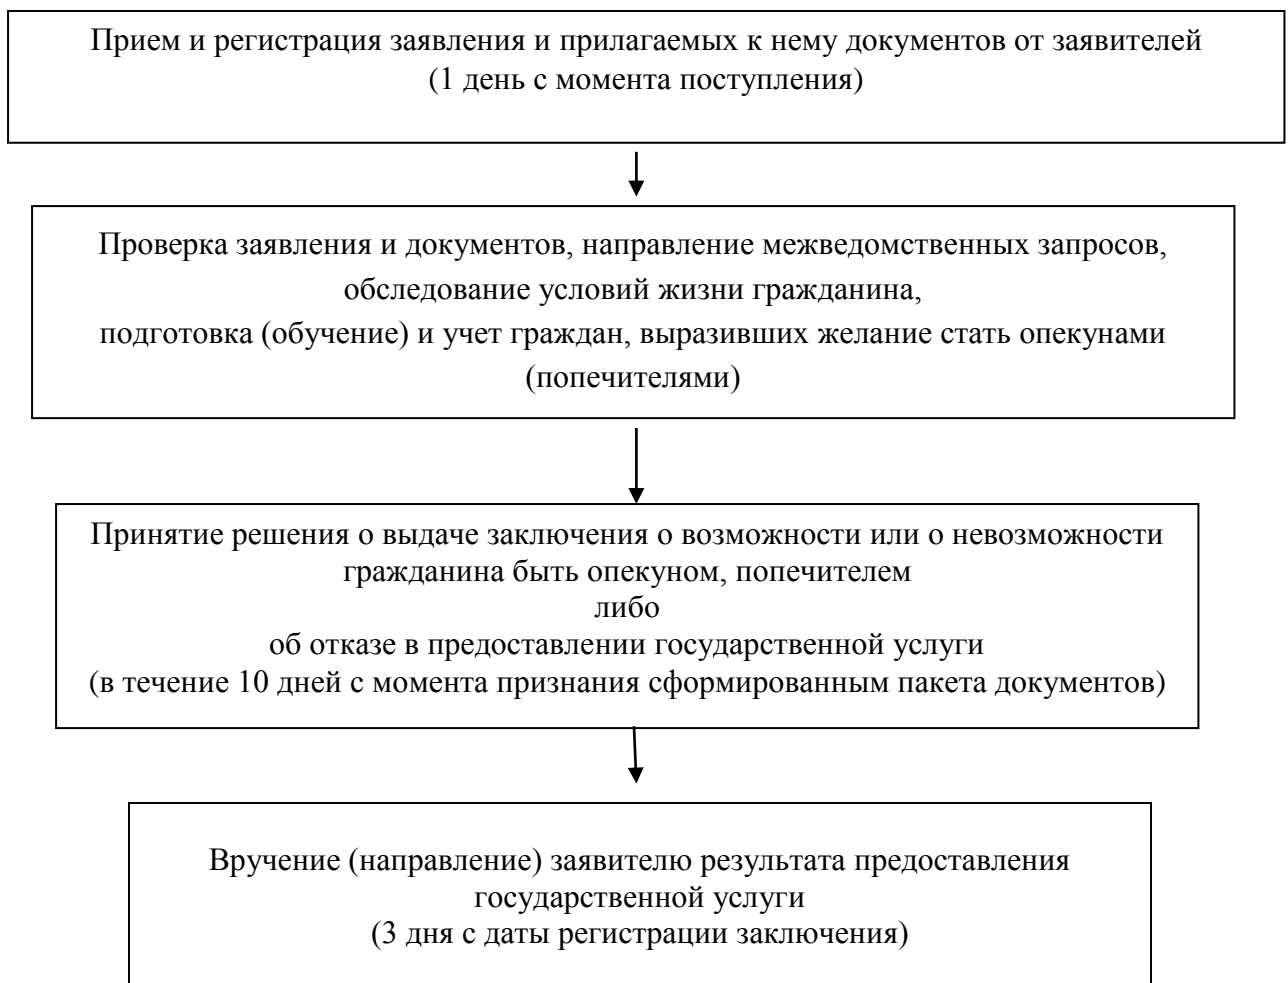 Прием и регистрация заявления и прилагаемых к нему документов от заявителей
(1 день с момента поступления)
Проверка заявления и документов, направление межведомственных запросов,
обследование условий жизни гражданина,
подготовка (обучение) и учет граждан, выразивших желание стать опекунами
(попечителями)
Принятие решения о выдаче заключения о возможности или о невозможности
гражданина быть опекуном, попечителем
либо
об отказе в предоставлении государственной услуги
(в течение 10 дней с момента признания сформированным пакета документов)
Вручение (направление) заявителю результата предоставления
государственной услуги
(3 дня с даты регистрации заключения)